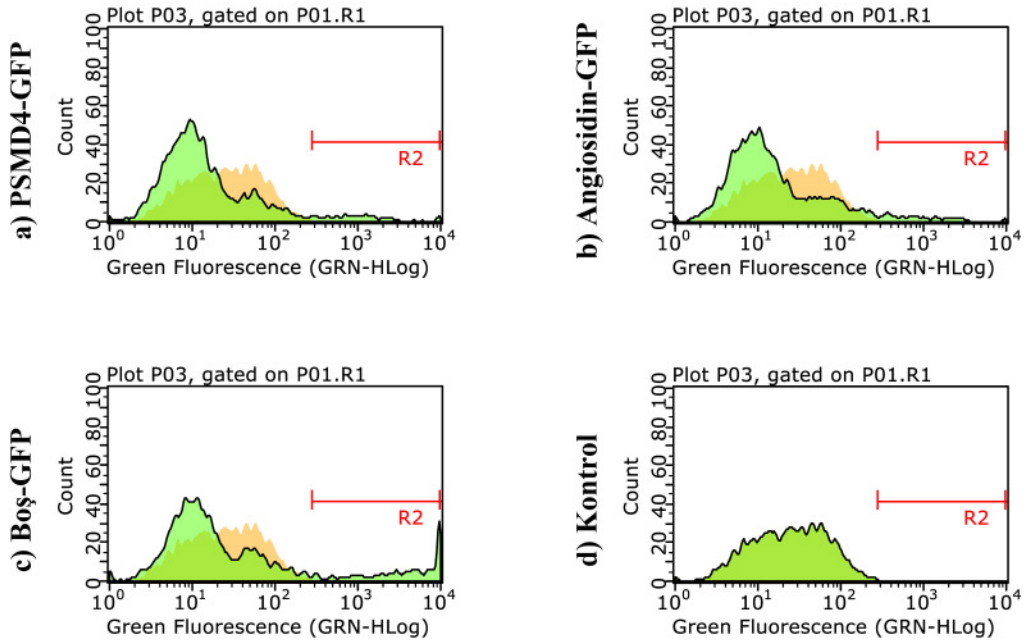 a) PSMD4-GFP
Plot P03, gated on P01.R1
Count
0 20 40 60 80 100
R2
10^0 10^1 10^2 10^3 10^4
Green Fluorescence (GRN-HLog)
b) Angiosidin-GFP
Plot P03, gated on P01.R1
Count
0 20 40 60 80 100
R2
10^0 10^1 10^2 10^3 10^4
Green Fluorescence (GRN-HLog)
c) Boş-GFP
Plot P03, gated on P01.R1
Count
0 20 40 60 80 100
R2
10^0 10^1 10^2 10^3 10^4
Green Fluorescence (GRN-HLog)
d) Kontrol
Plot P03, gated on P01.R1
Count
0 20 40 60 80 100
R2
10^0 10^1 10^2 10^3 10^4
Green Fluorescence (GRN-HLog)